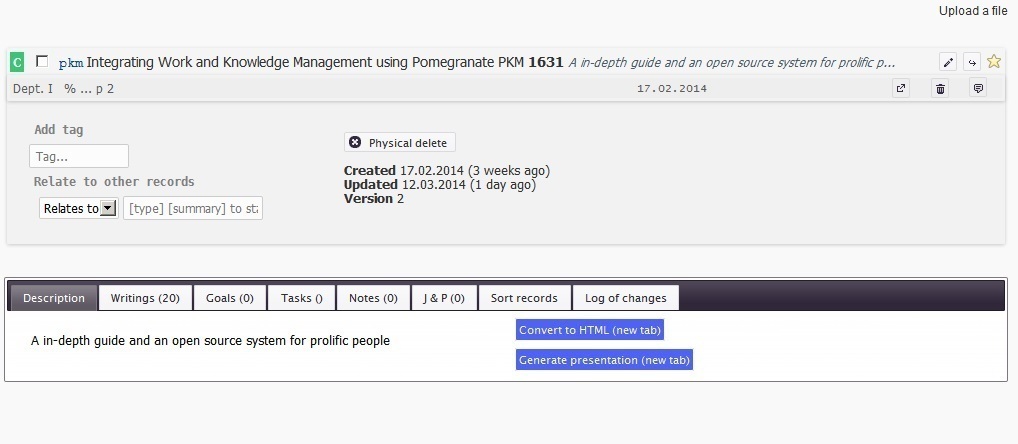 Upload a file
C pkm Integrating Work and Knowledge Management using Pomegranate PKM 1631 A in-depth guide and an open source system for prolific p...
Dept. I % ... p 2 17.02.2014
Add tag
Tag...
Relate to other records
Relates to [type] [summary] to sta
Physical delete
Created 17.02.2014 (3 weeks ago)
Updated 12.03.2014 (1 day ago)
Version 2
Description Writings (20) Goals (0) Tasks () Notes (0) J & P (0) Sort records Log of changes
A in-depth guide and an open source system for prolific people
Convert to HTML (new tab)
Generate presentation (new tab)